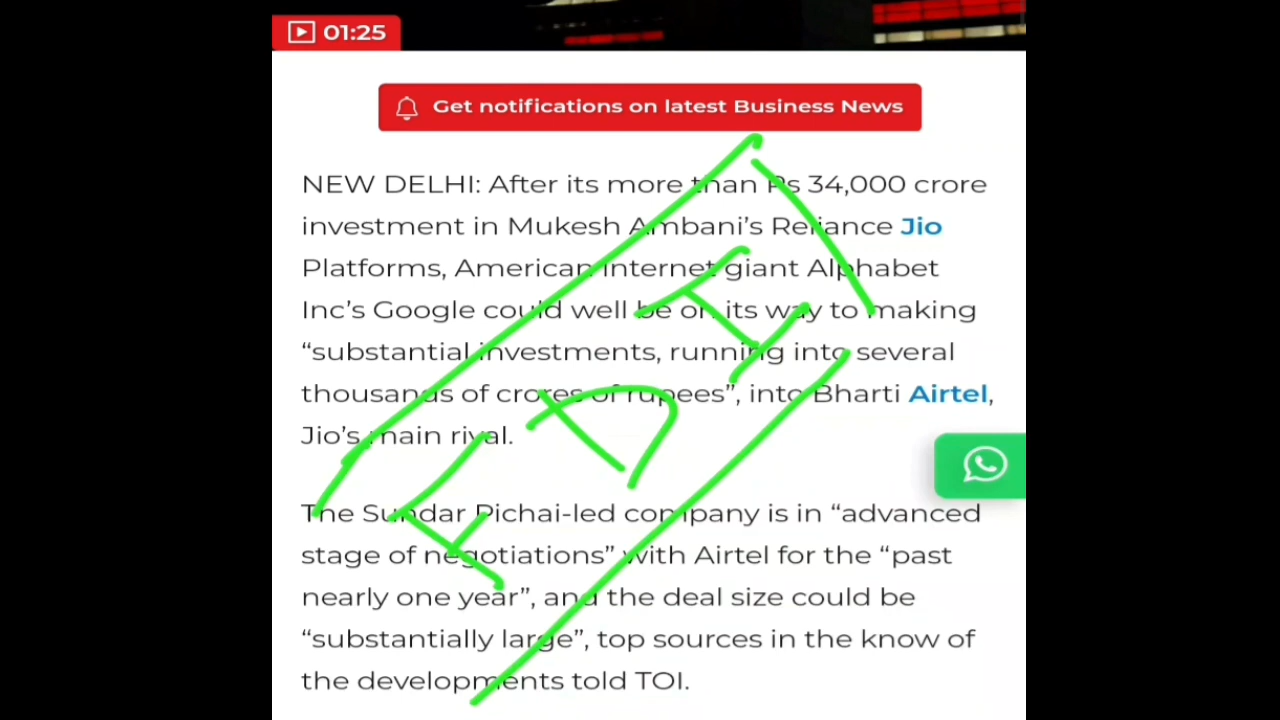 01:25
Get notifications on latest Business News
NEW DELHI: After its more than Rs 34,000 crore
investment in Mukesh Ambani’s Reliance Jio
Platforms, American internet giant Alphabet
Inc’s Google could well be on its way to making
“substantial investments, running into several
thousands of crores of rupees”, into Bharti Airtel,
Jio’s main rival.
The Sundar Pichai-led company is in “advanced
stage of negotiations” with Airtel for the “past
nearly one year”, and the deal size could be
“substantially large”, top sources in the know of
the developments told TOI.